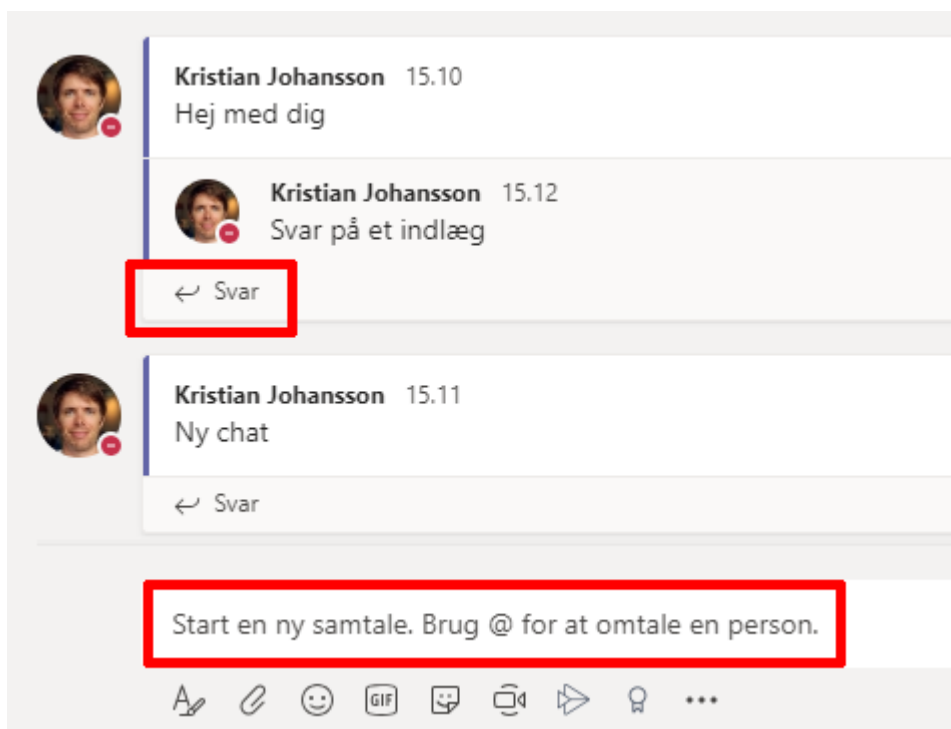 Kristian Johansson 15.10
Hej med dig
Kristian Johansson 15.12
Svar på et indlæg
Svar
Kristian Johansson 15.11
Ny chat
Svar
Start en ny samtale. Brug @ for at omtale en person.
GIF